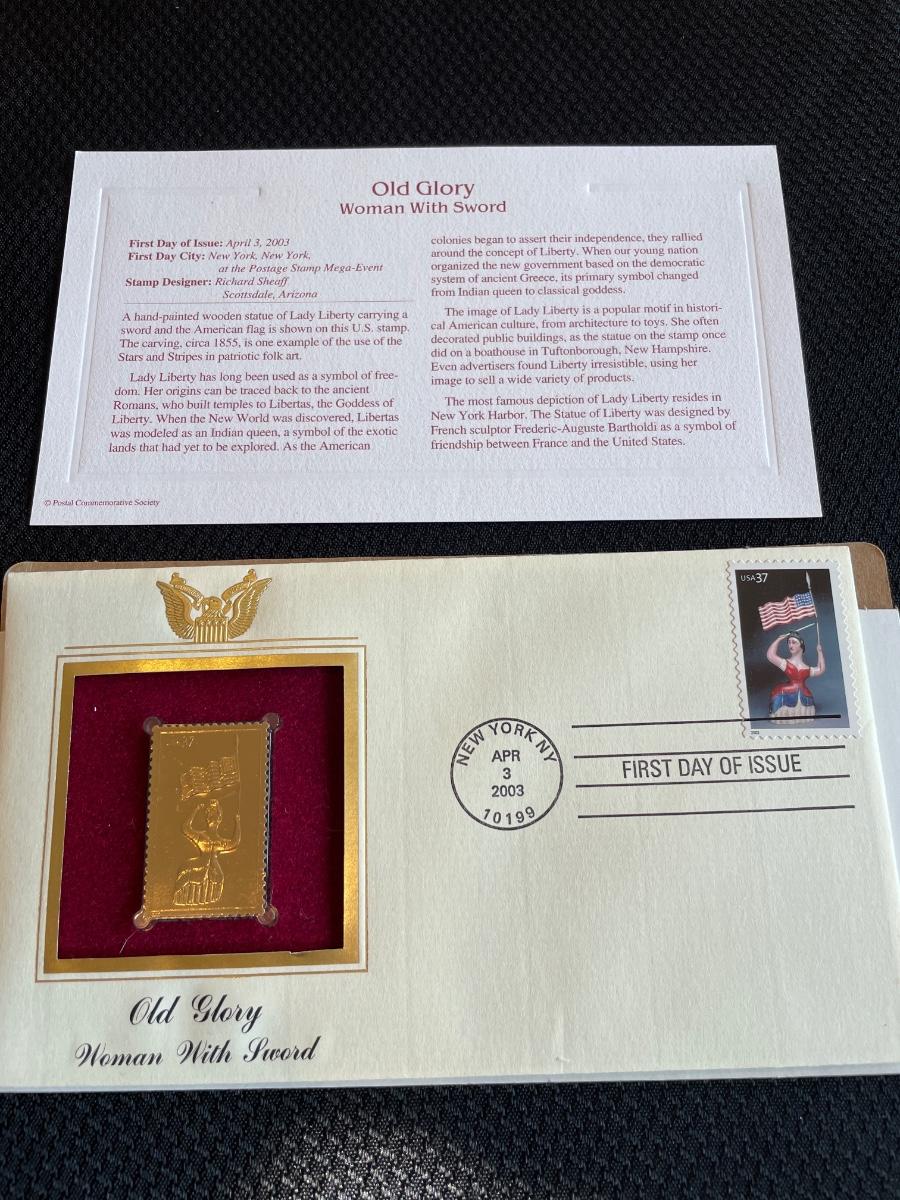 Old Glory
Woman With Sword
First Day of Issue: April 3, 2003
First Day City: New York, New York,
at the Postage Stamp Mega-Event
Stamp Designer: Richard Sheaff
Scottsdale, Arizona
A hand-painted wooden statue of Lady Liberty carrying a
sword and the American flag is shown on this U.S. stamp.
The carving, circa 1855, is one example of the use of the
Stars and Stripes in patriotic folk art.
Lady Liberty has long been used as a symbol of free-
dom. Her origins can be traced back to the ancient
Romans, who built temples to Libertas, the Goddess of
Liberty. When the New World was discovered, Libertas
was modeled as an Indian queen, a symbol of the exotic
lands that had yet to be explored. As the American
colonies began to assert their independence, they rallied
around the concept of Liberty. When our young nation
organized the new government based on the democratic
system of ancient Greece, its primary symbol changed
from Indian queen to classical goddess.
The image of Lady Liberty is a popular motif in histori-
cal American culture, from architecture to toys. She often
decorated public buildings, as the statue on the stamp once
did on a boathouse in Tuftonborough, New Hampshire.
Even advertisers found Liberty irresistible, using her
image to sell a wide variety of products.
The most famous depiction of Lady Liberty resides in
New York Harbor. The Statue of Liberty was designed by
French sculptor Frederic-Auguste Bartholdi as a symbol of
friendship between France and the United States.
© Postal Commemorative Society
USA 37
NEW YORK NY
APR
3
2003
10199
FIRST DAY OF ISSUE
2003
37
Old Glory
Woman With Sword